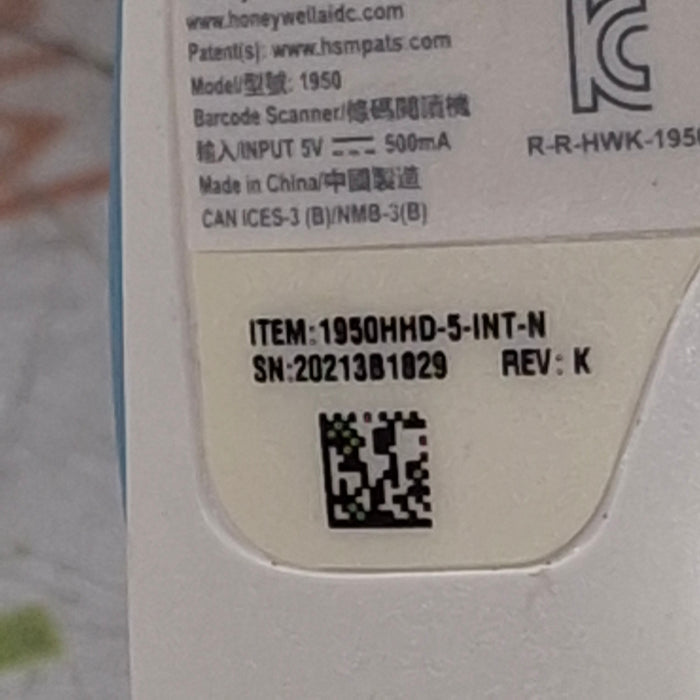 www.honeywellaidc.com
Patent(s): www.hsmpats.com
Model/型號: 1950
Barcode Scanner/條碼閱讀機
輸入/INPUT 5V ⎓ 500mA
Made in China/中國製造
CAN ICES-3 (B)/NMB-3(B)
R-R-HWK-1950
ITEM:1950HHD-5-INT-N
SN:20213B1829 REV: K